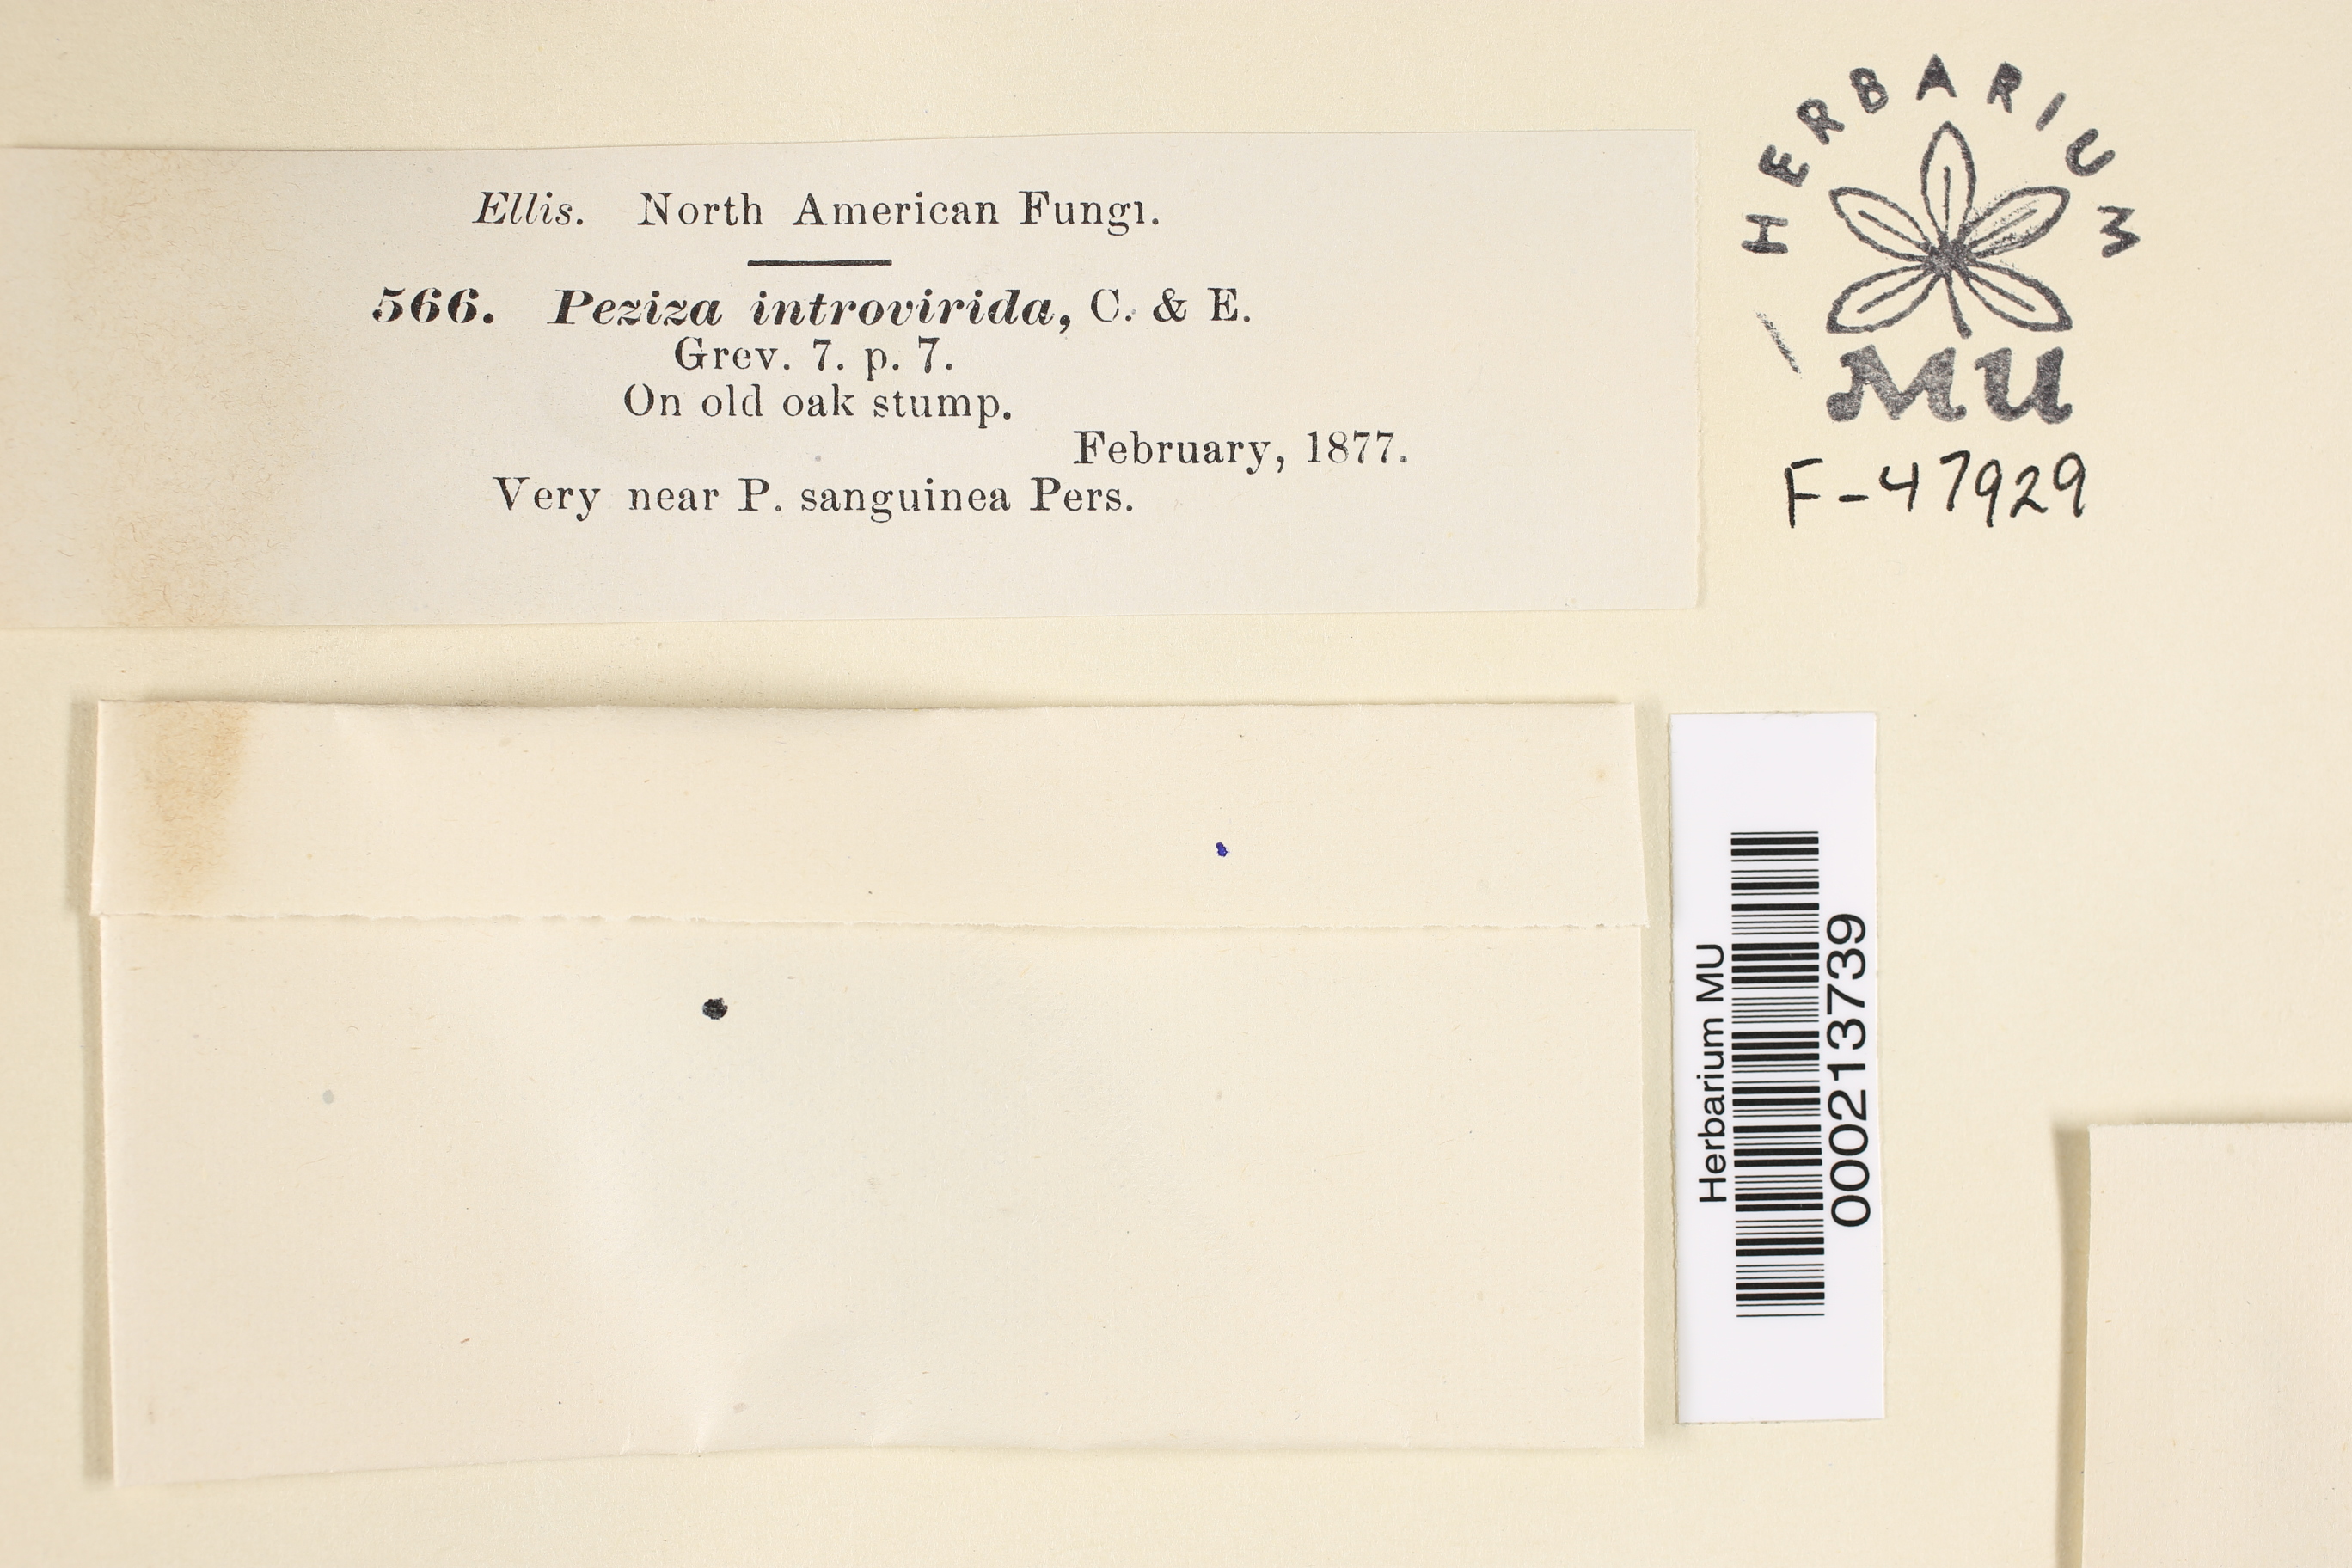 Ellis. North American Fungi.
566. Peziza introvirida, C. & E.
Grev. 7. p. 7.
On old oak stump.
February, 1877.
Very near P. sanguinea Pers.
HERBARIUM
MU
F-47929
Herbarium MU
000213739